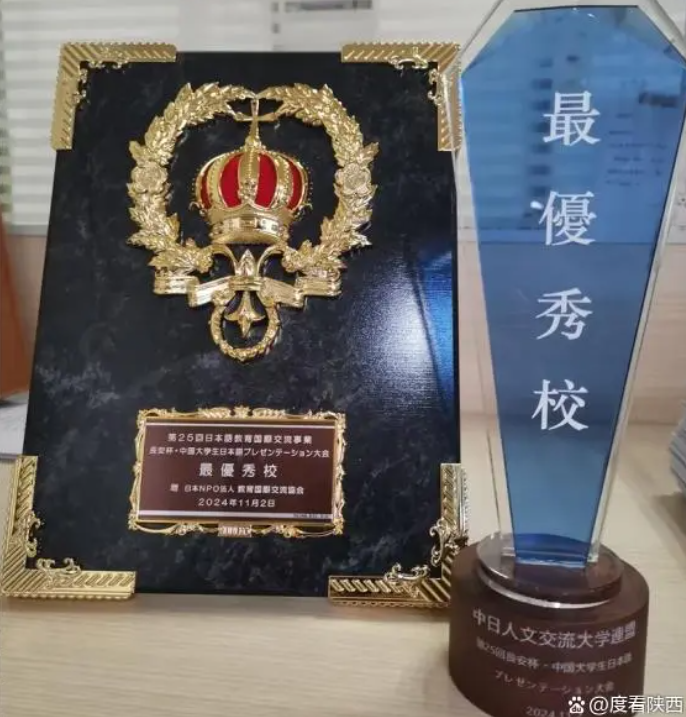 第25回日本語教育国際交流事業
長安杯・中国大学生日本語プレゼンテーション大会
最優秀校
贈 日本NPO法人 教育国際交流協会
2024年11月2日
最優秀校
中日人文交流大学連盟
第25回長安杯・中国大学生日本語
プレゼンテーション大会
2024.1
@度看陕西